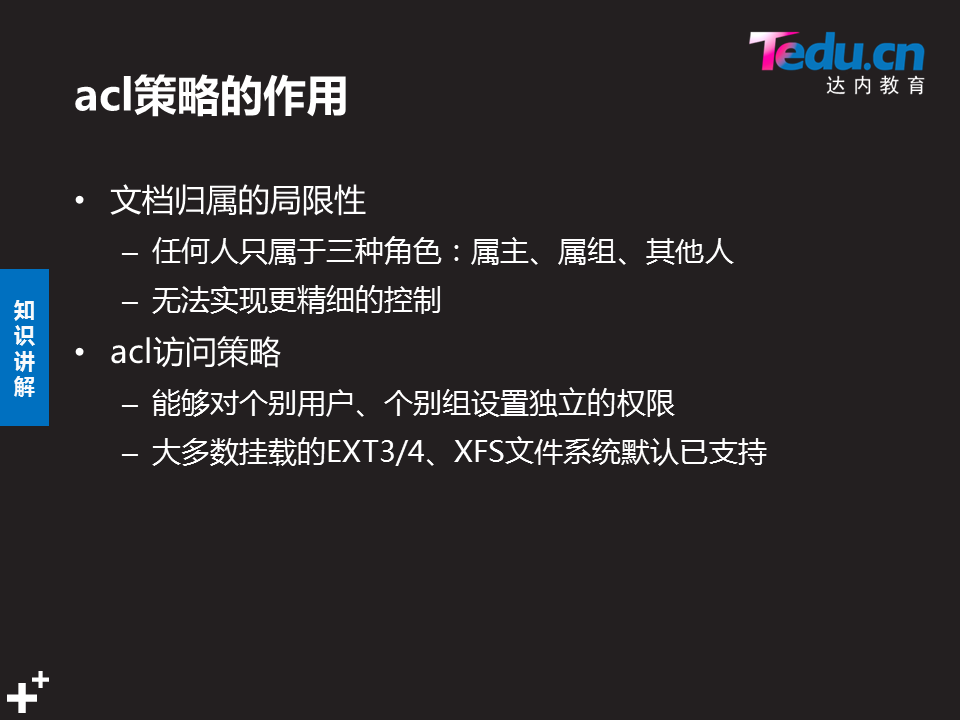 Tedu.cn
达内教育
acl策略的作用
• 文档归属的局限性
– 任何人只属于三种角色：属主、属组、其他人
– 无法实现更精细的控制
• acl访问策略
– 能够对个别用户、个别组设置独立的权限
– 大多数挂载的EXT3/4、XFS文件系统默认已支持
知
识
讲
解